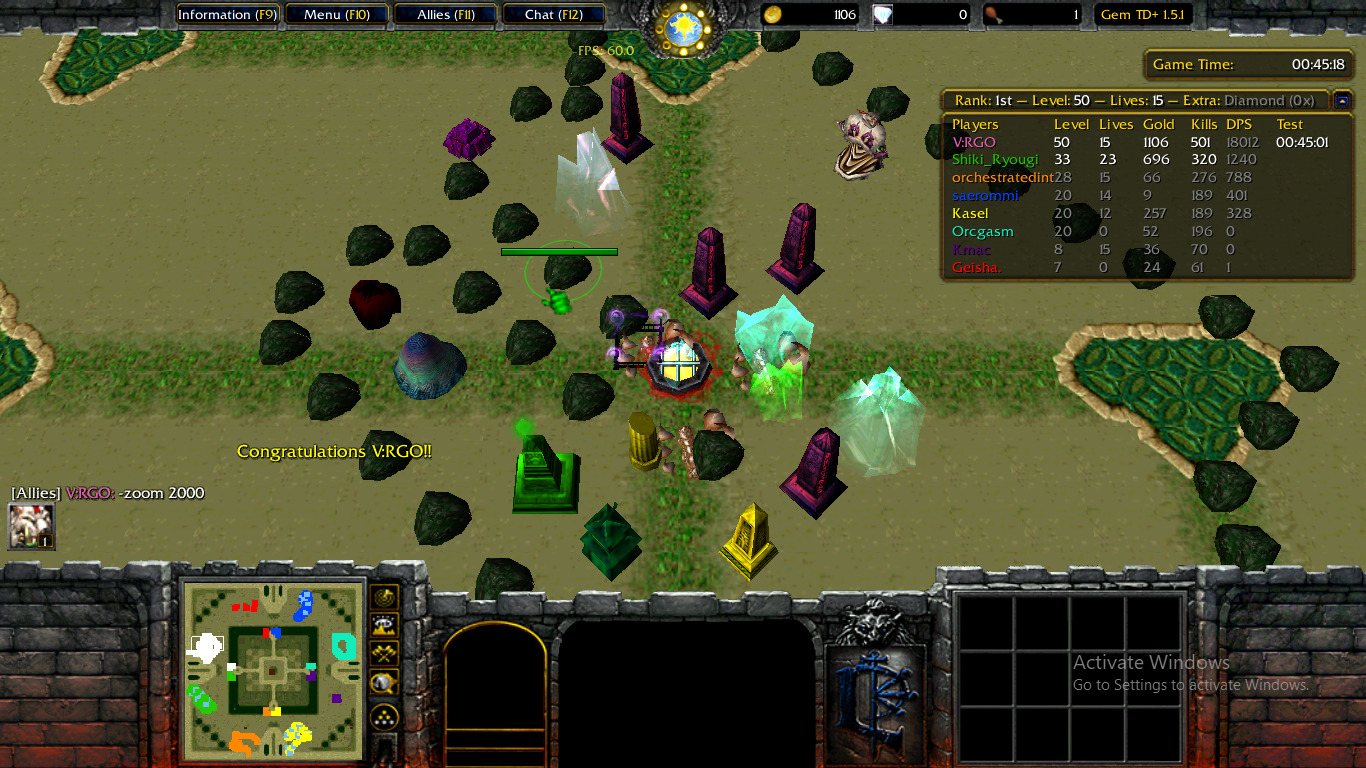 Information (F9) Menu (F10) Allies (F11) Chat (F12) 1106 0 1 Gem TD+ 1.5.1
FPS: 60.0
Game Time: 00:45:18
Rank: 1st — Level: 50 — Lives: 15 — Extra: Diamond (0x)
Players Level Lives Gold Kills DPS Test
V:RGO 50 15 1106 501 18012 00:45:01
Shiki_Ryougi 33 23 696 320 1240
orchestratedint 28 15 66 276 788
saerommi 20 14 9 189 401
Kasel 20 12 257 189 328
Orcgasm 20 0 52 196 0
Kmac 8 15 36 70 0
Geisha. 7 0 24 61 1
Congratulations V:RGO!!
[Allies] V:RGO: -zoom 2000
1
Activate Windows
Go to Settings to activate Windows.